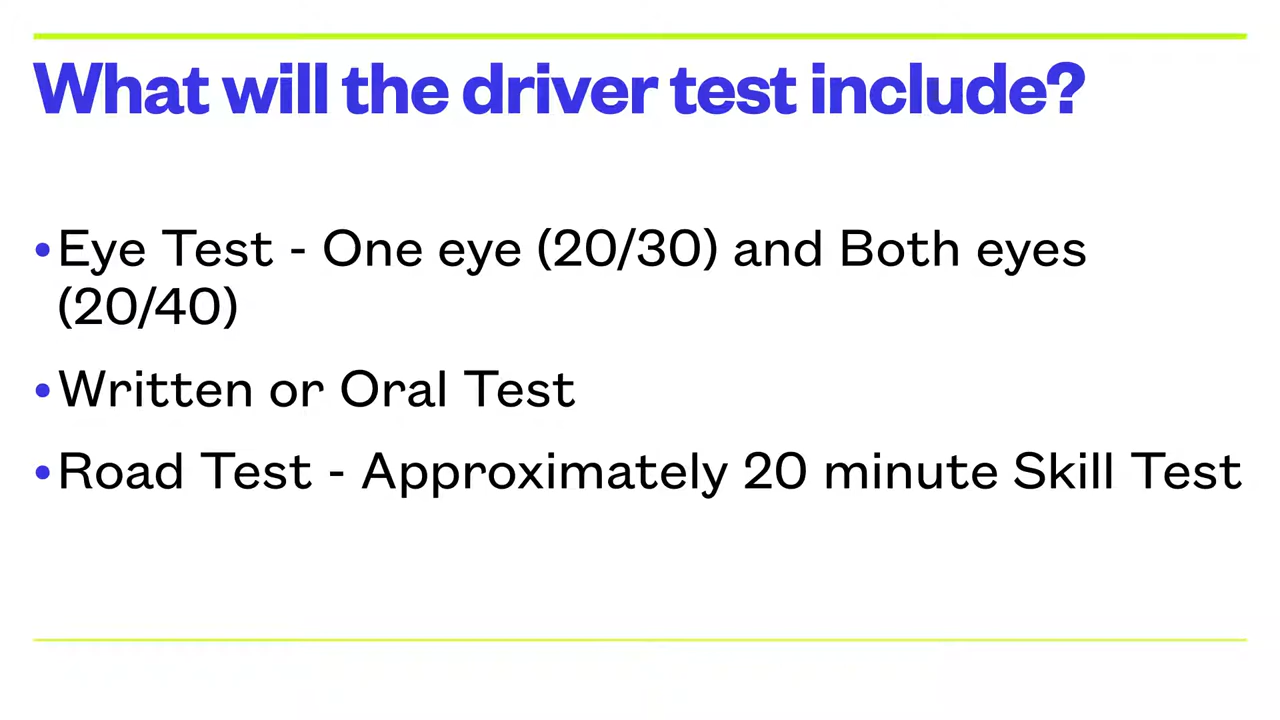 What will the driver test include?
•Eye Test - One eye (20/30) and Both eyes
(20/40)
•Written or Oral Test
•Road Test - Approximately 20 minute Skill Test